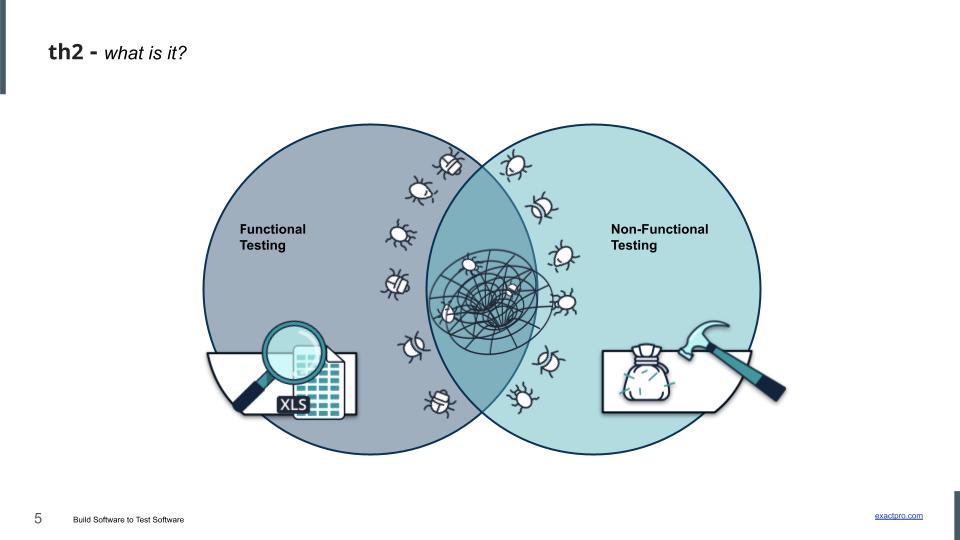 th2 - what is it?
Functional
Testing
Non-Functional
Testing
XLS
5
Build Software to Test Software
exactpro.com